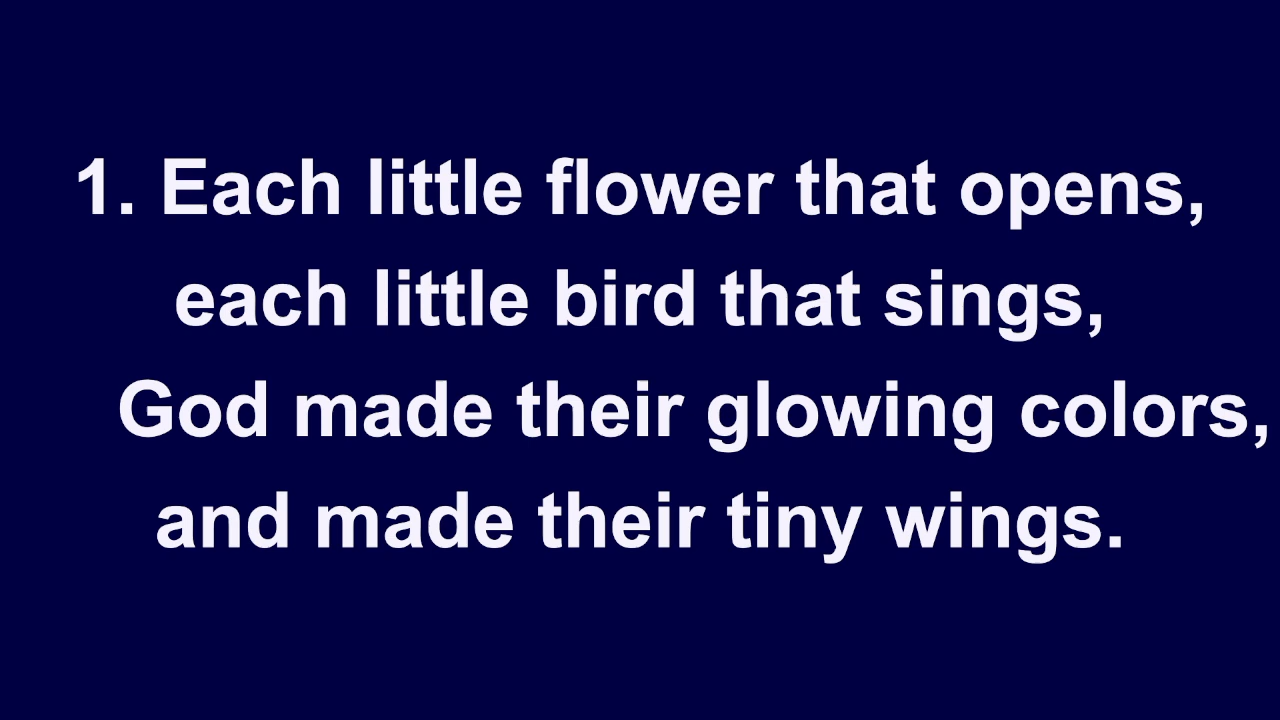 1. Each little flower that opens,
each little bird that sings,
God made their glowing colors,
and made their tiny wings.